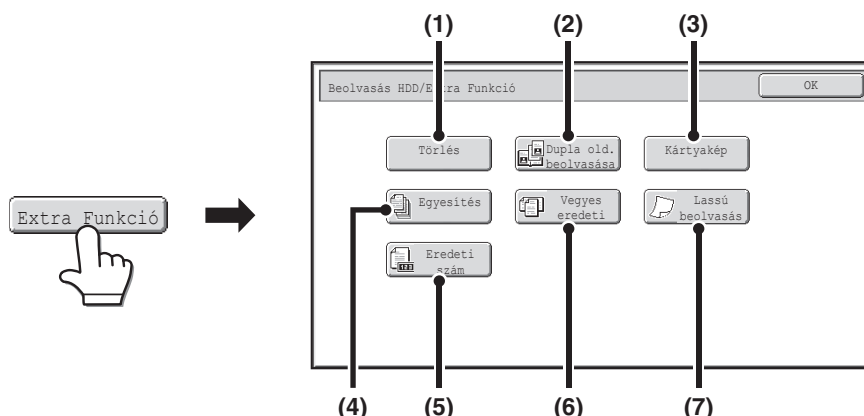 (1) (2) (3)
Beolvasás HDD/Extra Funkció OK
Törlés
Dupla old.
beolvasása
Kártyakép
Extra Funkció
Egyesítés
Vegyes
eredeti
Lassú
beolvasás
Eredeti
szám
123
(4) (5) (6) (7)